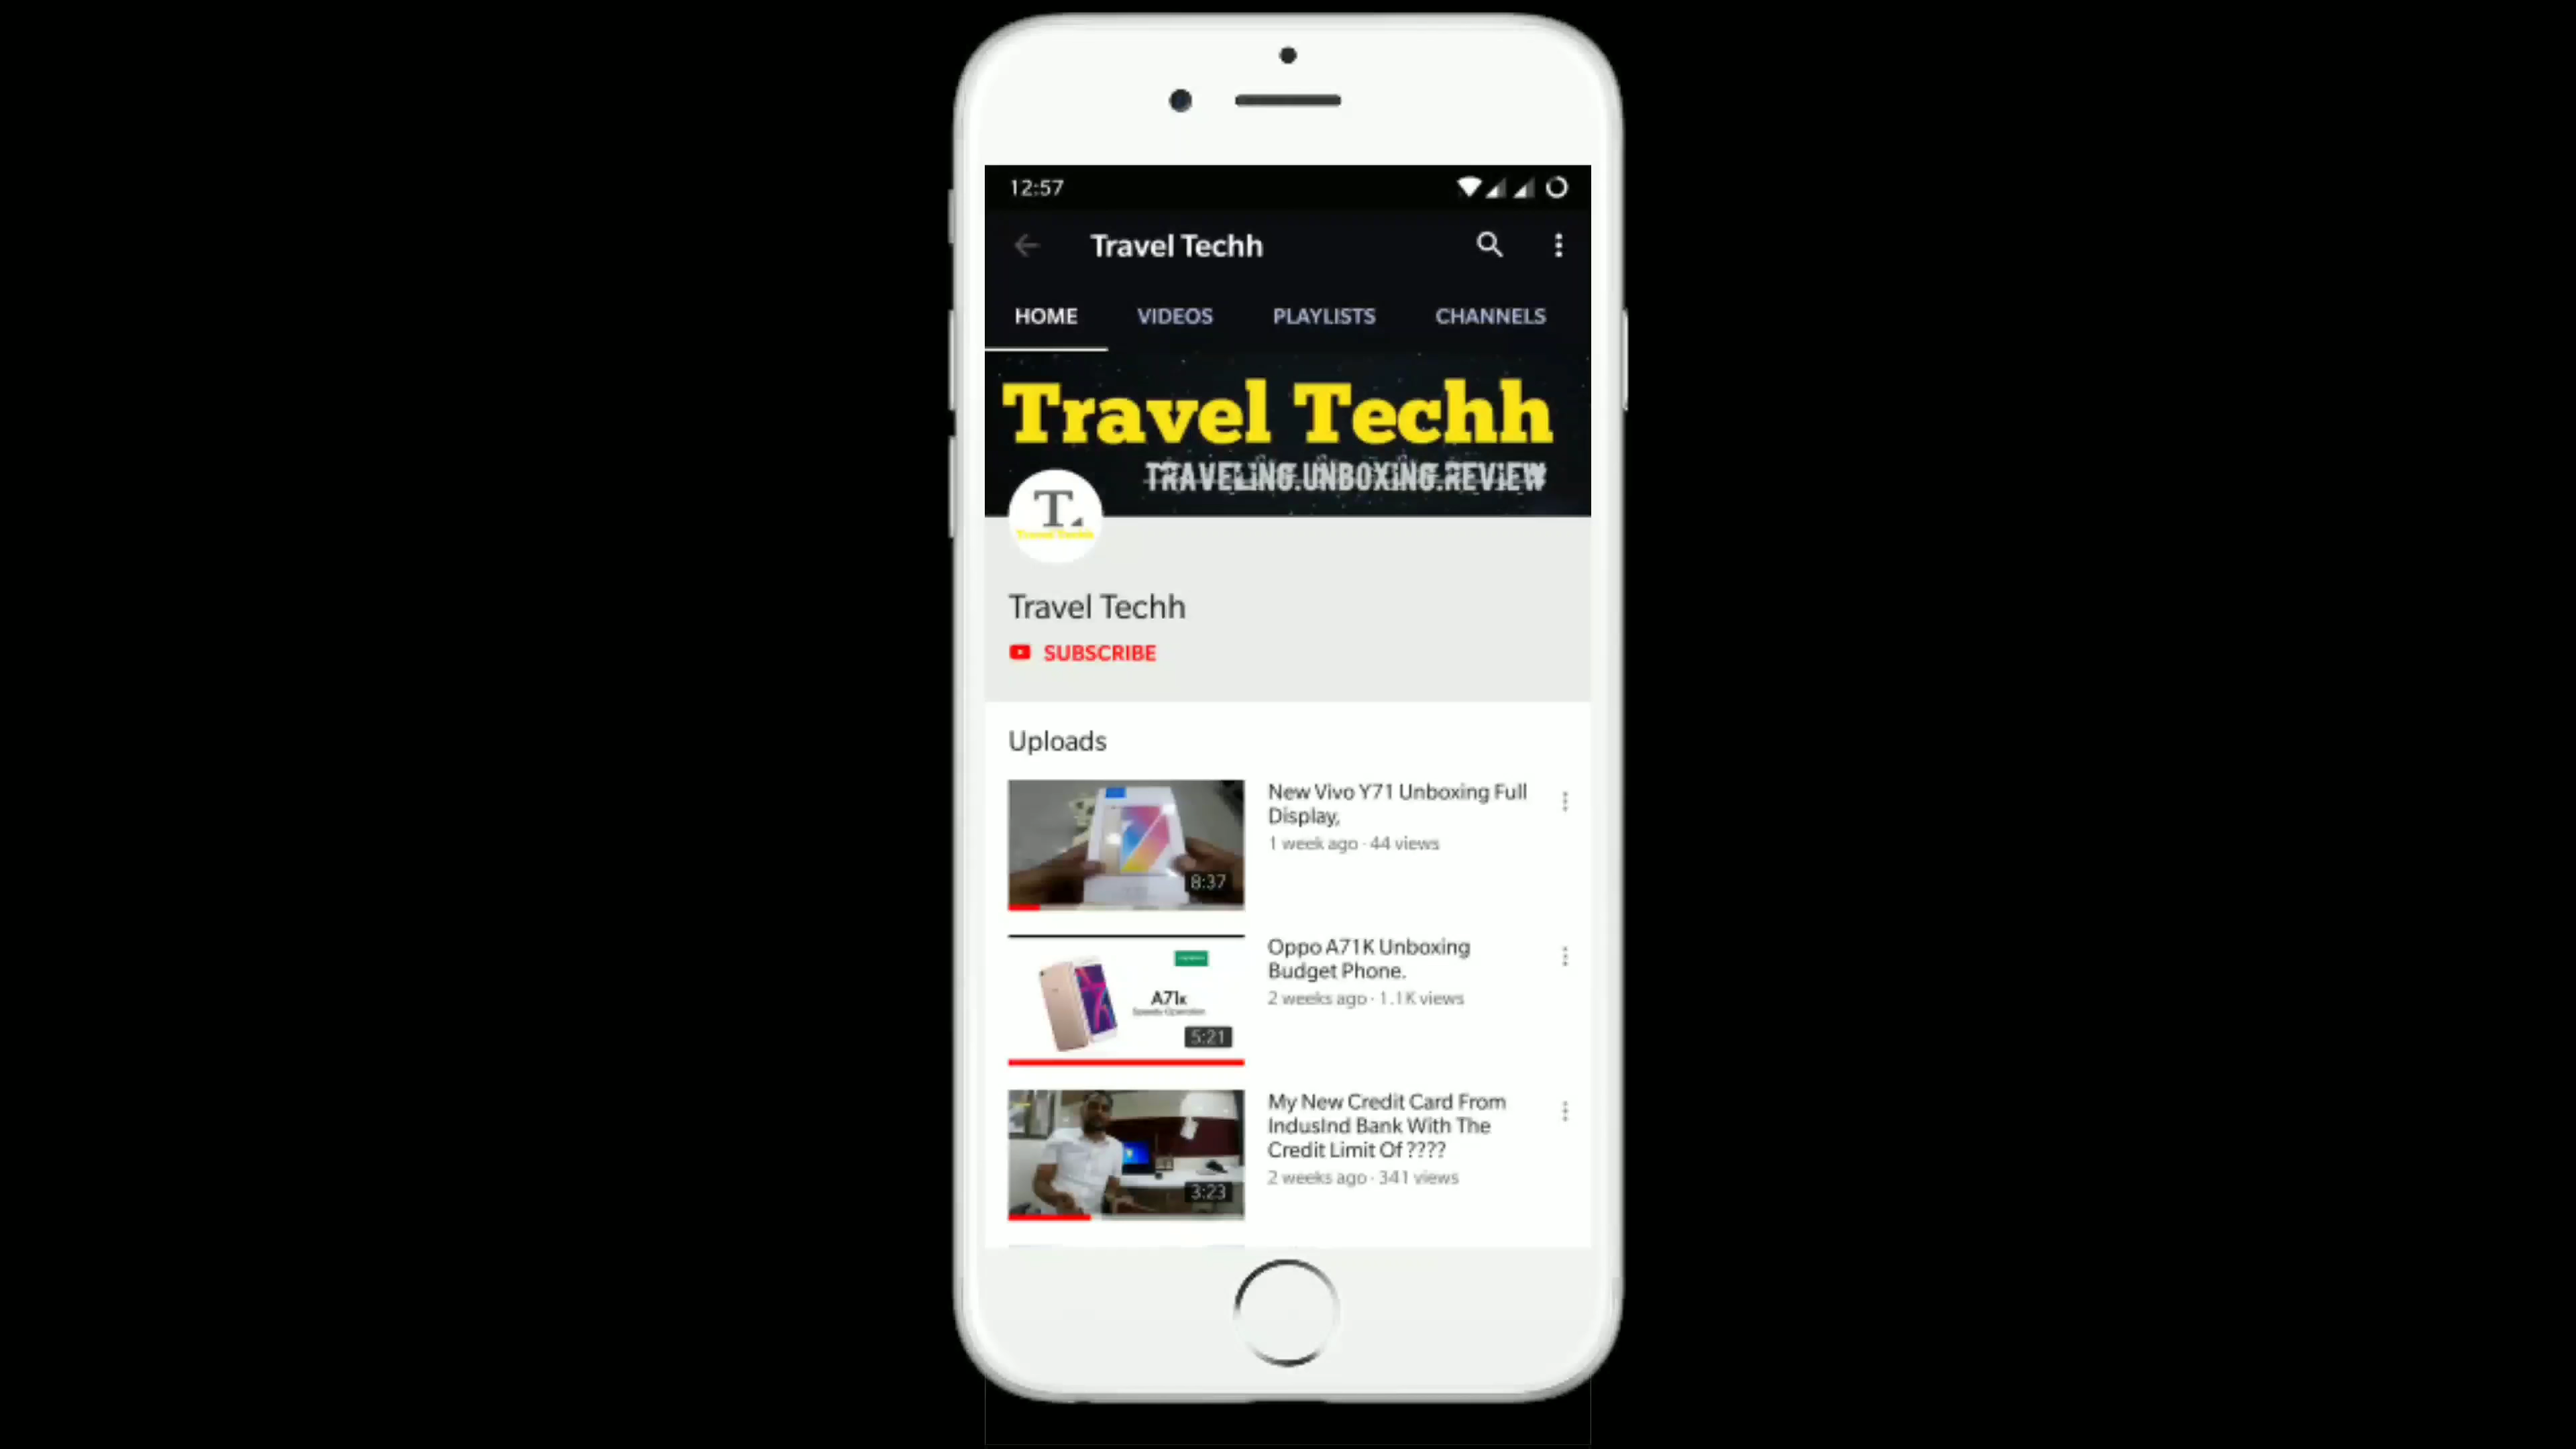 12:57
Travel Techh
HOME VIDEOS PLAYLISTS CHANNELS
Travel Techh
TRAVELING.UNBOXING.REVIEW
T.
Travel Techh
Travel Techh
SUBSCRIBE
Uploads
New Vivo Y71 Unboxing Full
Display,
1 week ago · 44 views
8:37
Oppo A71K Unboxing
Budget Phone.
2 weeks ago · 1.1K views
A71K
5:21
My New Credit Card From
IndusInd Bank With The
Credit Limit Of ????
2 weeks ago · 341 views
3:23